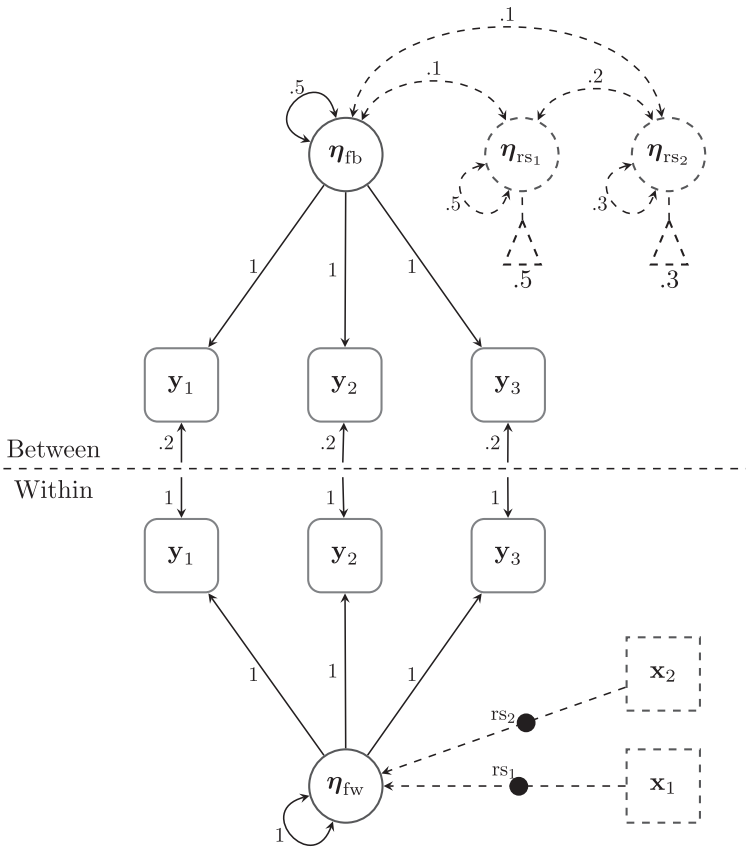 .1
.1
.2
.5
η_fb
η_rs₁
η_rs₂
.5
.3
1
1
1
.5
.3
y₁
y₂
y₃
.2
.2
.2
Between
Within
1
1
1
y₁
y₂
y₃
1
1
1
x₂
rs₂
rs₁
η_fw
x₁
1